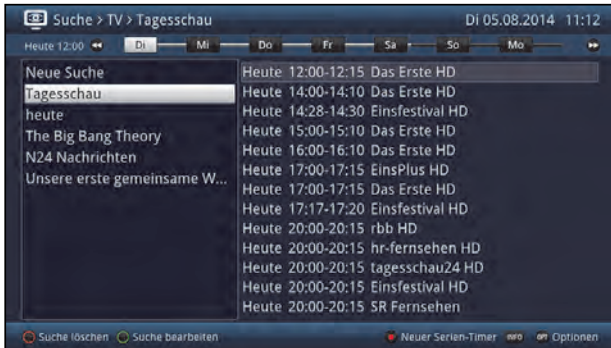 Suche > TV > Tagesschau Di 05.08.2014 11:12
Heute 12:00 Di Mi Do Fr Sa So Mo
Neue Suche
Tagesschau
heute
The Big Bang Theory
N24 Nachrichten
Unsere erste gemeinsame W...
Heute 12:00-12:15 Das Erste HD
Heute 14:00-14:10 Das Erste HD
Heute 14:28-14:30 Einsfestival HD
Heute 15:00-15:10 Das Erste HD
Heute 16:00-16:10 Das Erste HD
Heute 17:00-17:15 EinsPlus HD
Heute 17:00-17:15 Das Erste HD
Heute 17:17-17:20 Einsfestival HD
Heute 20:00-20:15 rbb HD
Heute 20:00-20:15 hr-fernsehen HD
Heute 20:00-20:15 tagesschau24 HD
Heute 20:00-20:15 Einsfestival HD
Heute 20:00-20:15 SR Fernsehen
Suche löschen Suche bearbeiten Neuer Serien-Timer INFO OPT Optionen